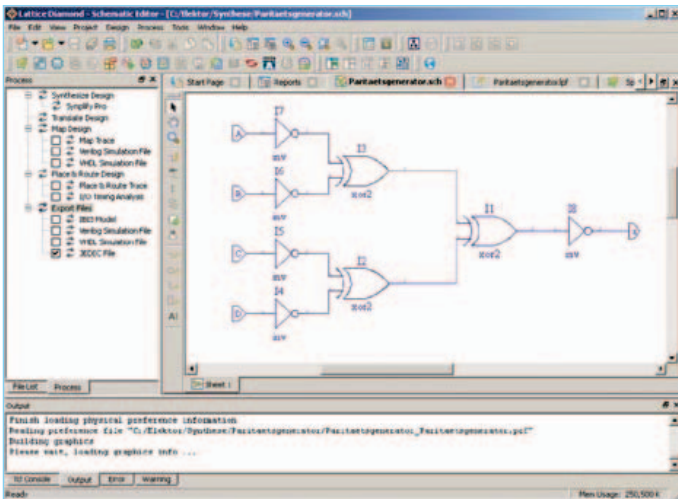 Lattice Diamond - Schematic Editor - [C:/Elektor/Synthese/Paritaetsgenerator.sch]
File Edit View Project Design Process Tools Window Help
Process
Start Page Reports Paritaetsgenerator.sch Paritaetsgenerator.lpf
Synthesize Design
Synplify Pro
Translate Design
Map Design
Map Trace
Verilog Simulation File
VHDL Simulation File
Place & Route Design
Place & Route Trace
I/O Timing Analysis
Export Files
IBIS Model
Verilog Simulation File
VHDL Simulation File
JEDEC File
I7
A
inv
I3
I6
B
xor2
inv
I1
I8
I5
xor2
inv
C
inv
I2
I4
D
xor2
inv
AI
File List Process
Sheet 1
Output
Finish loading physical preference information
Reading preference file "C:/Elektor/Synthese/Paritaetsgenerator/Paritaetsgenerator_Paritaetsgenerator.prf"
Building graphics
Please wait, loading graphics info ...
Tcl Console Output Error Warning
Ready
Mem Usage: 250,500 K